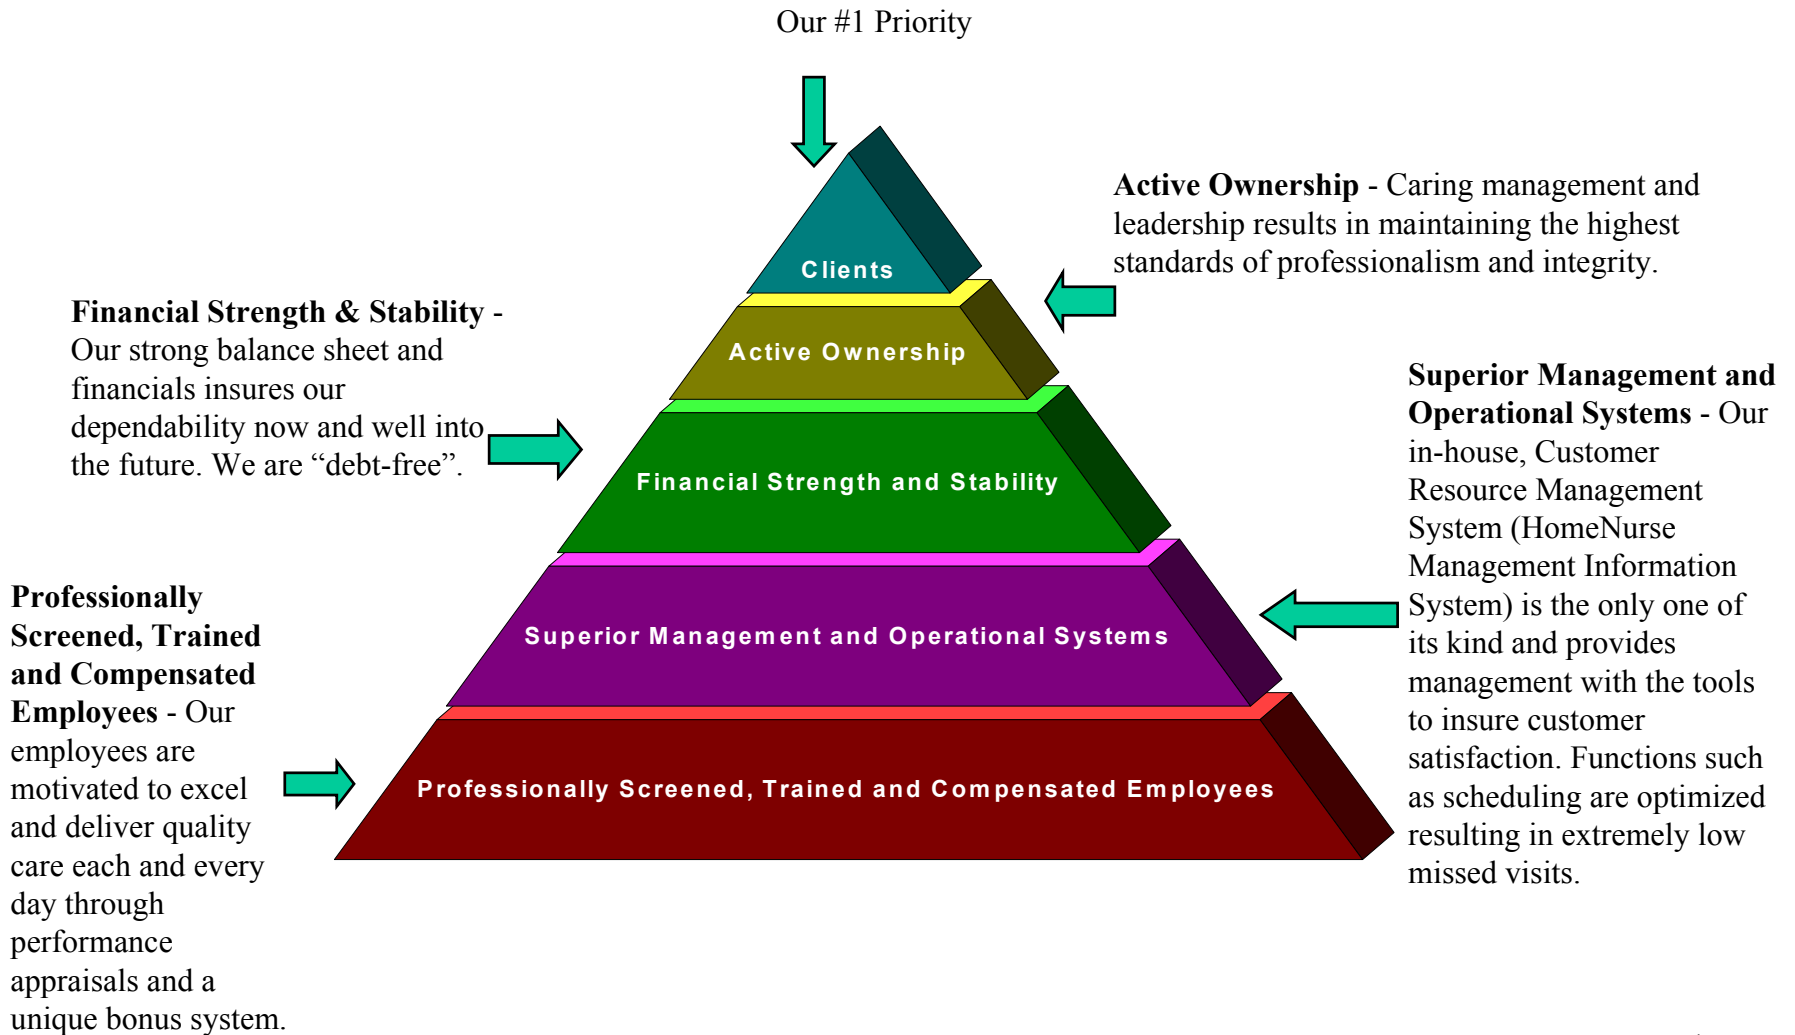 Our #1 Priority
Active Ownership - Caring management and
leadership results in maintaining the highest
standards of professionalism and integrity.
Clients
Financial Strength & Stability -
Our strong balance sheet and
financials insures our
dependability now and well into
the future. We are “debt-free”.
Active Ownership
Superior Management and
Operational Systems - Our
in-house, Customer
Resource Management
System (HomeNurse
Management Information
System) is the only one of
its kind and provides
management with the tools
to insure customer
satisfaction. Functions such
as scheduling are optimized
resulting in extremely low
missed visits.
Financial Strength and Stability
Superior Management and Operational Systems
Professionally
Screened, Trained
and Compensated
Employees - Our
employees are
motivated to excel
and deliver quality
care each and every
day through
performance
appraisals and a
unique bonus system.
Professionally Screened, Trained and Compensated Employees